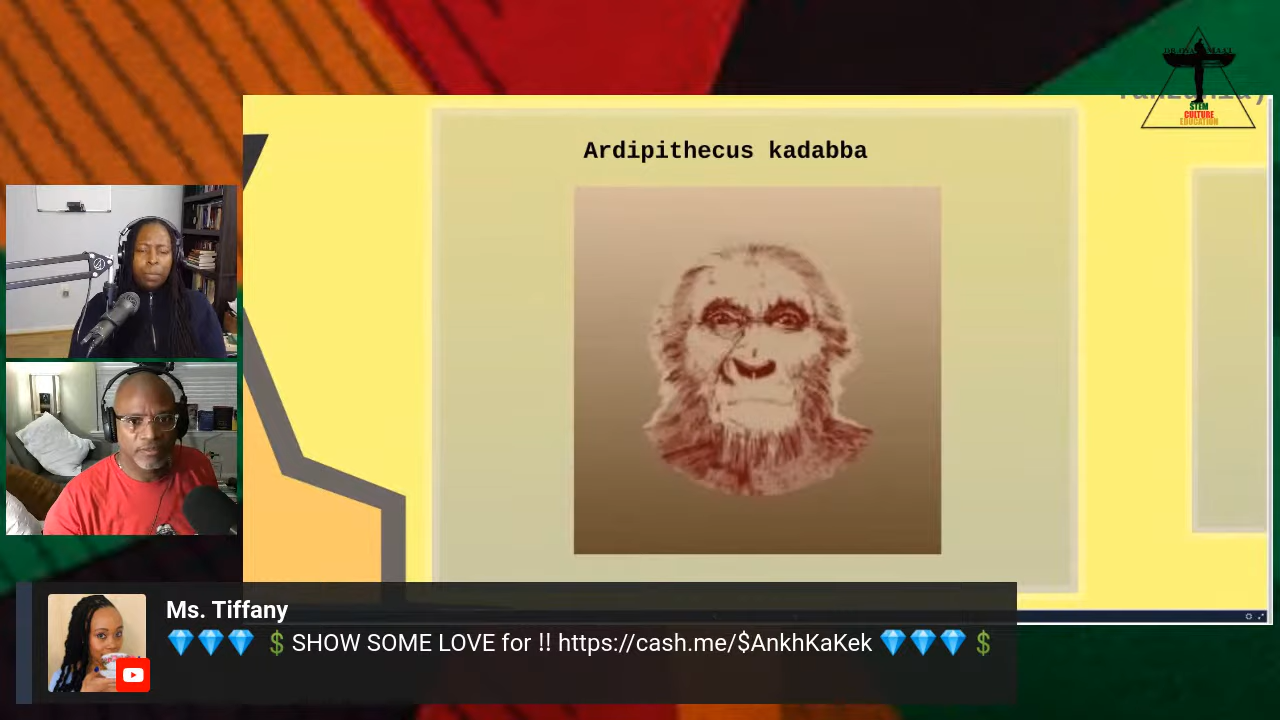 STEM
CULTURE
EDUCATION
Ardipithecus kadabba
Ms. Tiffany
💎💎💎 💲SHOW SOME LOVE for !! https://cash.me/$AnkhKaKek 💎💎💎 💲